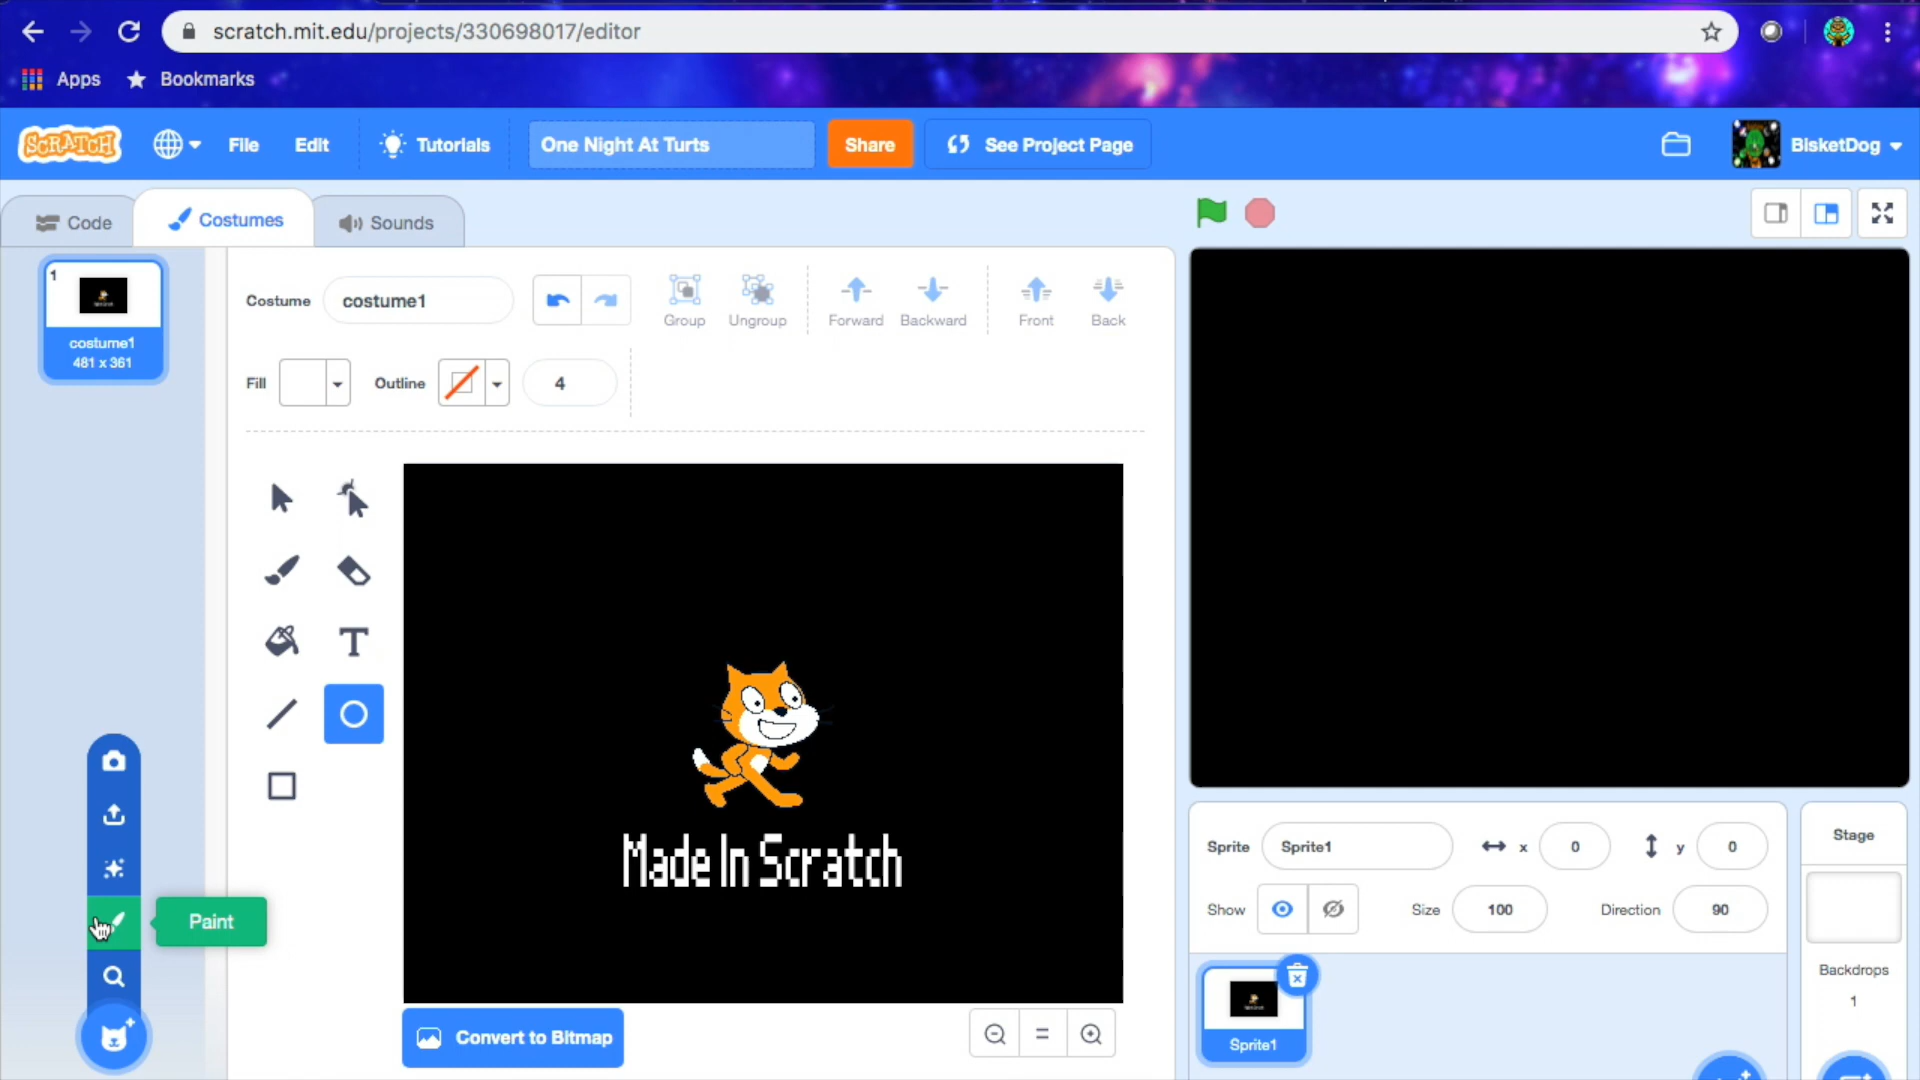 scratch.mit.edu/projects/330698017/editor
Apps
Bookmarks
SCRATCH
File
Edit
Tutorials
One Night At Turts
Share
See Project Page
BisketDog
Code
Costumes
Sounds
1
costume1
481 x 361
Costume
costume1
Group
Ungroup
Forward
Backward
Front
Back
Fill
Outline
4
T
Made In Scratch
Paint
Convert to Bitmap
Sprite
Sprite1
x
0
y
0
Show
Size
100
Direction
90
Sprite1
Stage
Backdrops
1